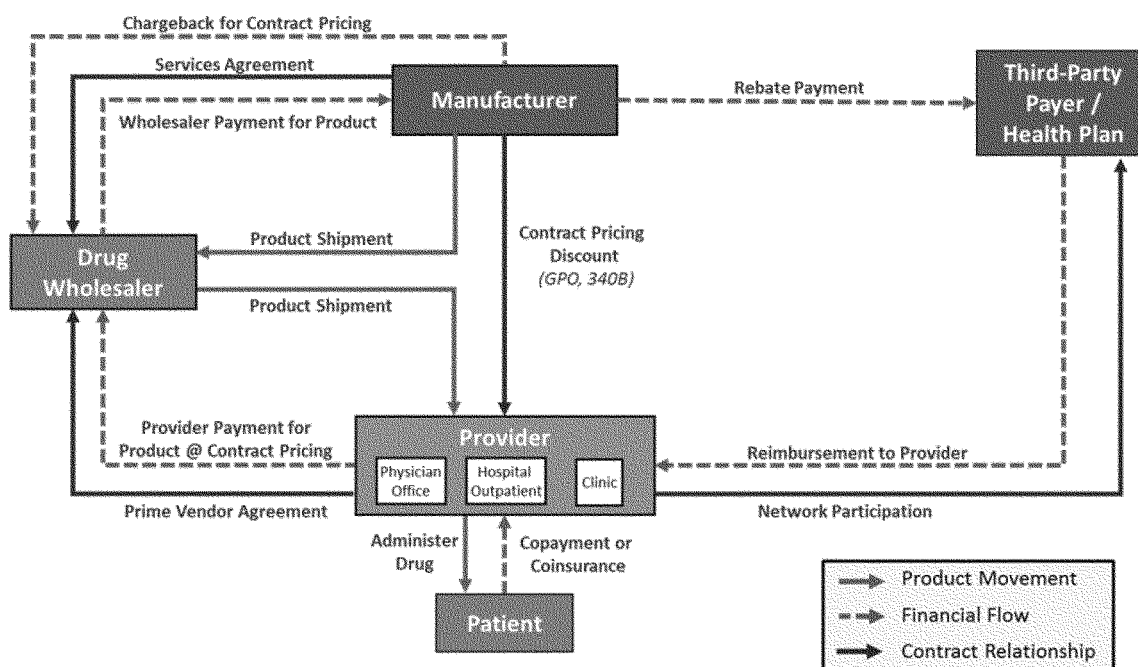 Chargeback for Contract Pricing
Services Agreement
Manufacturer
Wholesaler Payment for Product
Rebate Payment
Third-Party
Payer /
Health Plan
Product Shipment
Drug
Wholesaler
Product Shipment
Contract Pricing
Discount
(GPO, 340B)
Provider Payment for
Product @ Contract Pricing
Provider
Physician
Office
Hospital
Outpatient
Clinic
Reimbursement to Provider
Prime Vendor Agreement
Network Participation
Administer
Drug
Copayment or
Coinsurance
Patient
Product Movement
Financial Flow
Contract Relationship